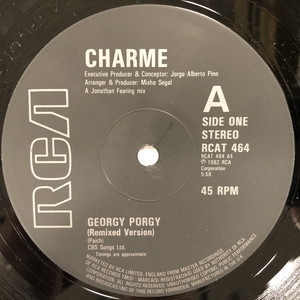 RCA
CHARME
Executive Producer & Conceptor: Jorge Alberto Pino
Arranger & Producer: Misha Segal
A Jonathan Fearing mix
A
SIDE ONE
STEREO
RCAT 464
RCAT 464 A1
℗ 1982 RCA
Corporation
5.58
45 RPM
GEORGY PORGY
(Remixed Version)
(Paich)
CBS Songs Ltd.
Timings are approximate